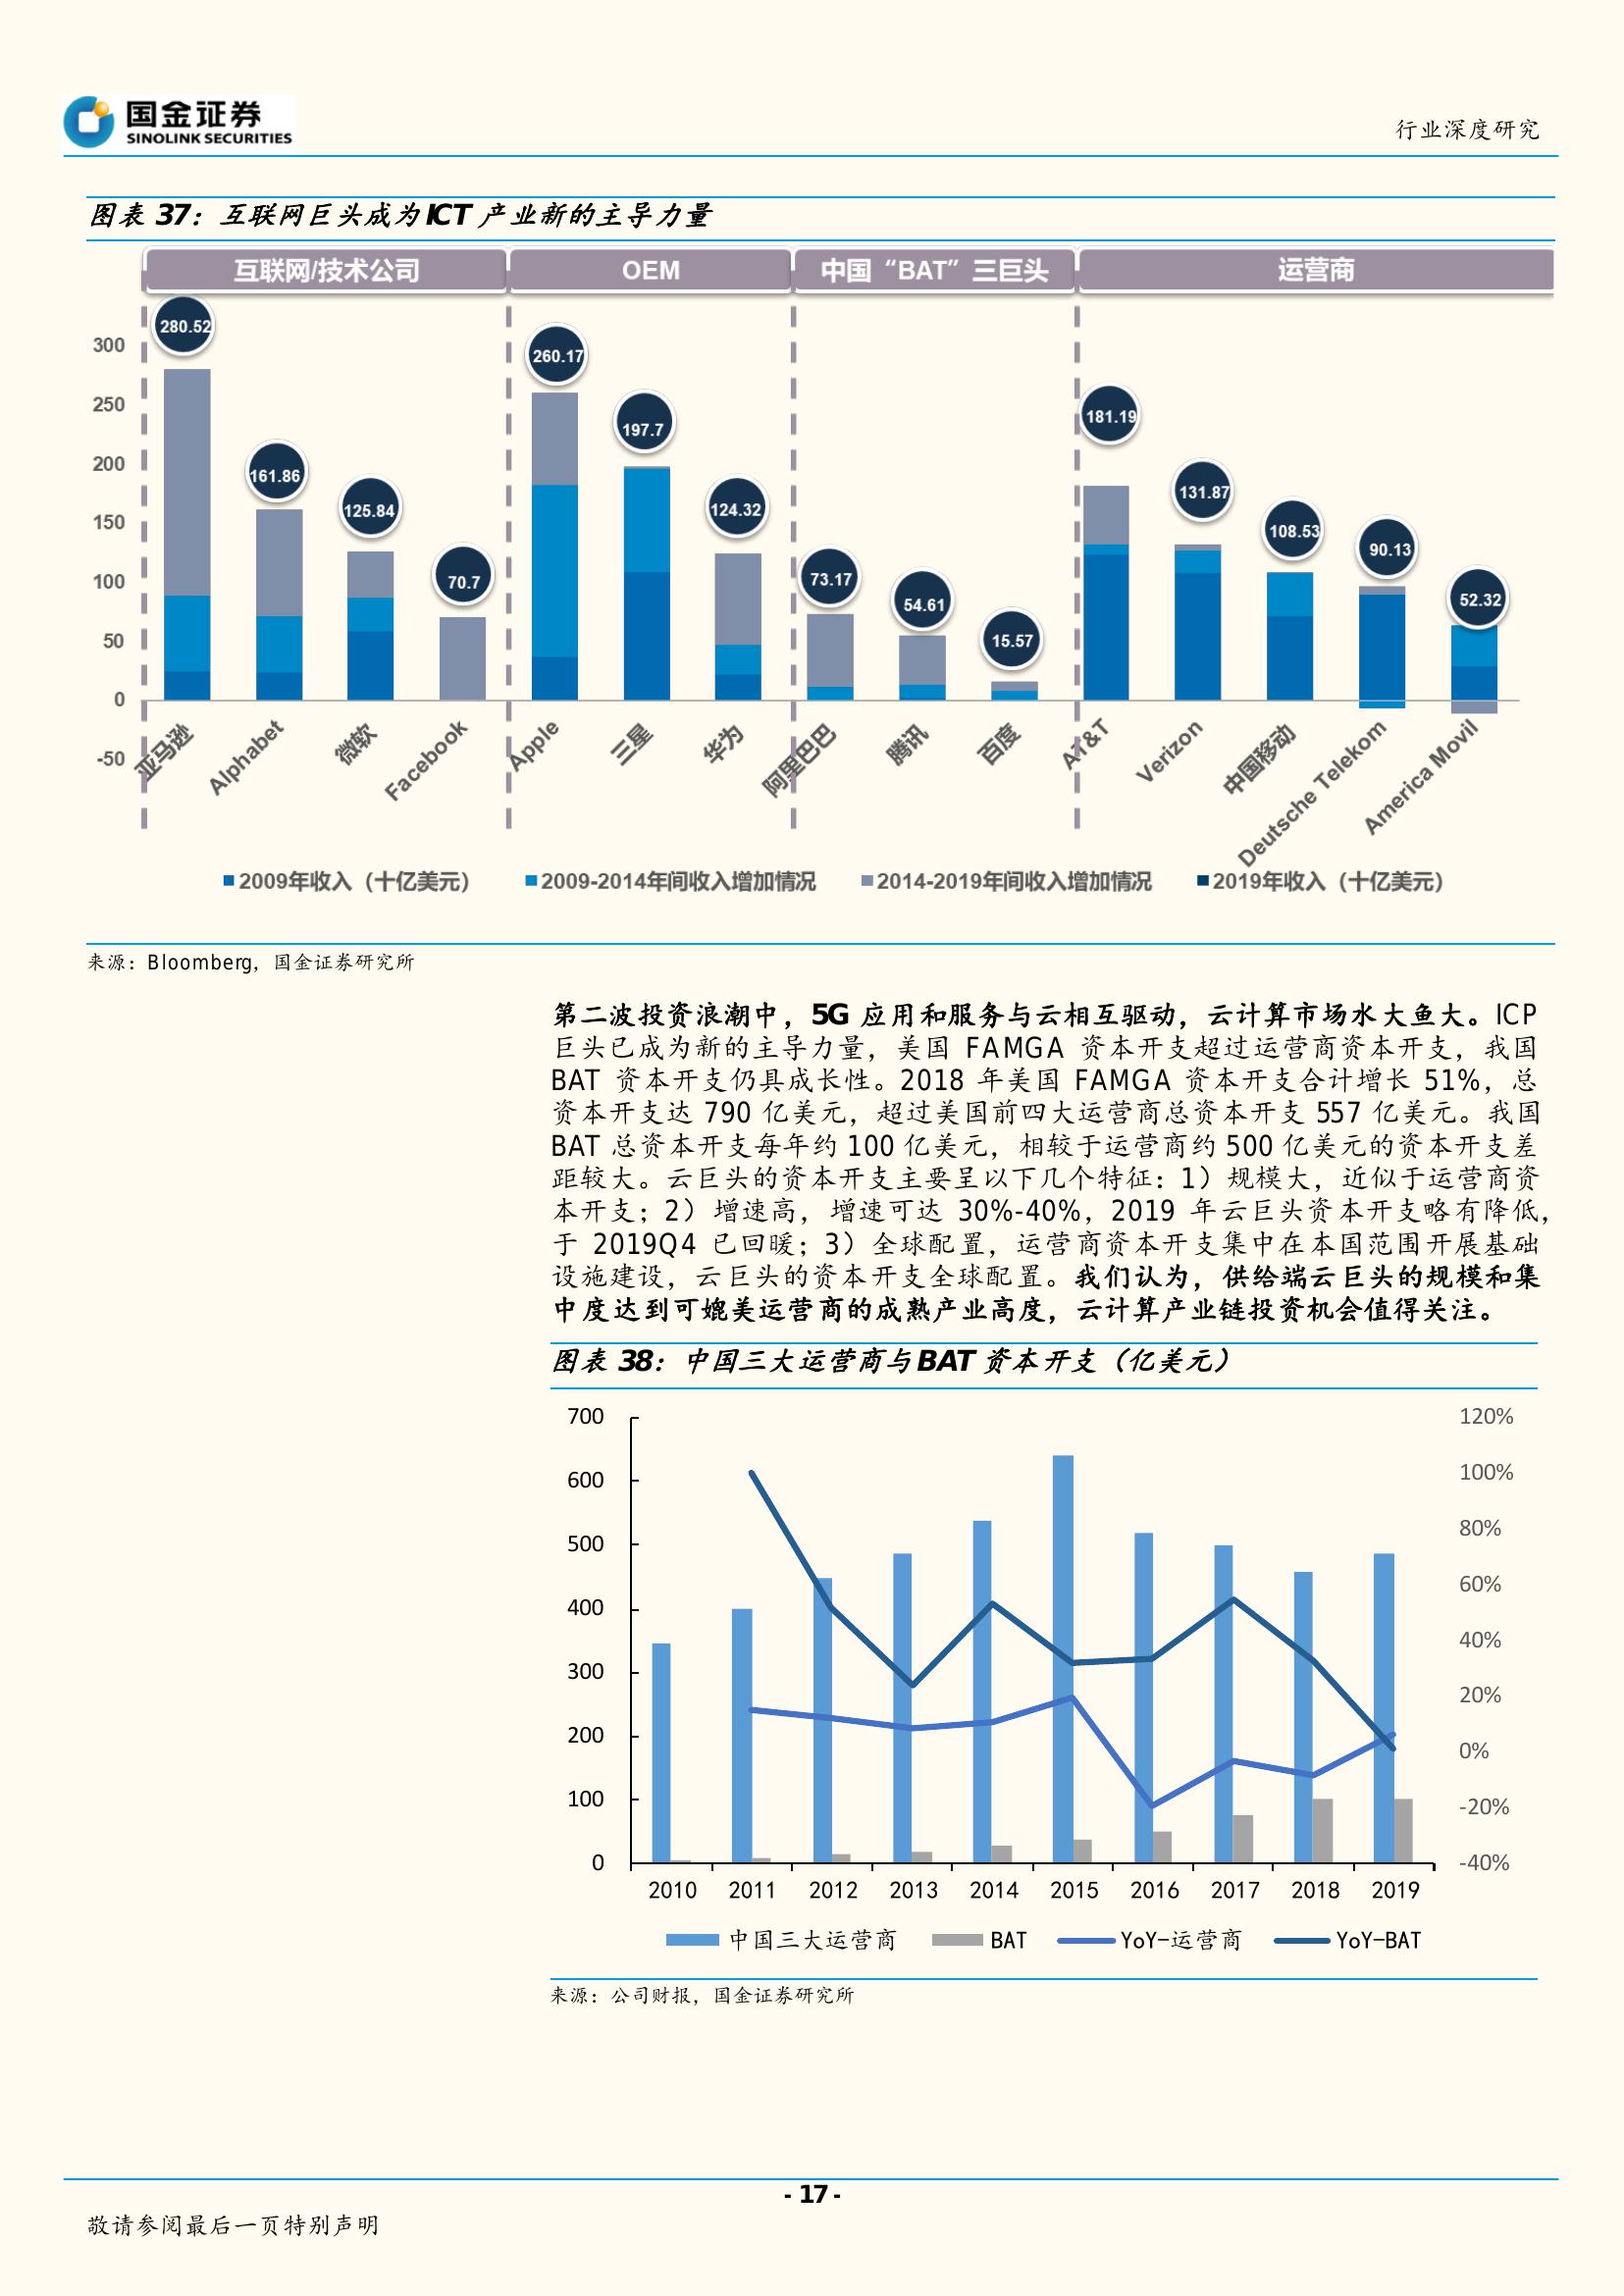 国金证券
SINOLINK SECURITIES
行业深度研究
图表 37：互联网巨头成为 ICT 产业新的主导力量
互联网/技术公司 OEM 中国“BAT”三巨头 运营商
300
250
200
150
100
50
0
-50
280.52 161.86 125.84 70.7 260.17 197.7 124.32 73.17 54.61 15.57 181.19 131.87 108.53 90.13 52.32
亚马逊 Alphabet 微软 Facebook Apple 三星 华为 阿里巴巴 腾讯 百度 AT&T Verizon 中国移动 Deutsche Telekom America Movil
2009年收入（十亿美元） 2009-2014年间收入增加情况 2014-2019年间收入增加情况 2019年收入（十亿美元）
来源：Bloomberg，国金证券研究所
第二波投资浪潮中，5G 应用和服务与云相互驱动，云计算市场水大鱼大。ICP
巨头已成为新的主导力量，美国 FAMGA 资本开支超过运营商资本开支，我国
BAT 资本开支仍具成长性。2018 年美国 FAMGA 资本开支合计增长 51%，总
资本开支达 790 亿美元，超过美国前四大运营商总资本开支 557 亿美元。我国
BAT 总资本开支每年约 100 亿美元，相较于运营商约 500 亿美元的资本开支差
距较大。云巨头的资本开支主要呈以下几个特征：1）规模大，近似于运营商资
本开支；2）增速高，增速可达 30%-40%，2019 年云巨头资本开支略有降低，
于 2019Q4 已回暖；3）全球配置，运营商资本开支集中在本国范围开展基础
设施建设，云巨头的资本开支全球配置。我们认为，供给端云巨头的规模和集
中度达到可媲美运营商的成熟产业高度，云计算产业链投资机会值得关注。
图表 38：中国三大运营商与 BAT 资本开支（亿美元）
700 120%
600 100%
500 80%
400 60%
300 40%
200 20%
100 0%
0 -20%
-40%
2010 2011 2012 2013 2014 2015 2016 2017 2018 2019
中国三大运营商 BAT YoY-运营商 YoY-BAT
来源：公司财报，国金证券研究所
- 17 -
敬请参阅最后一页特别声明